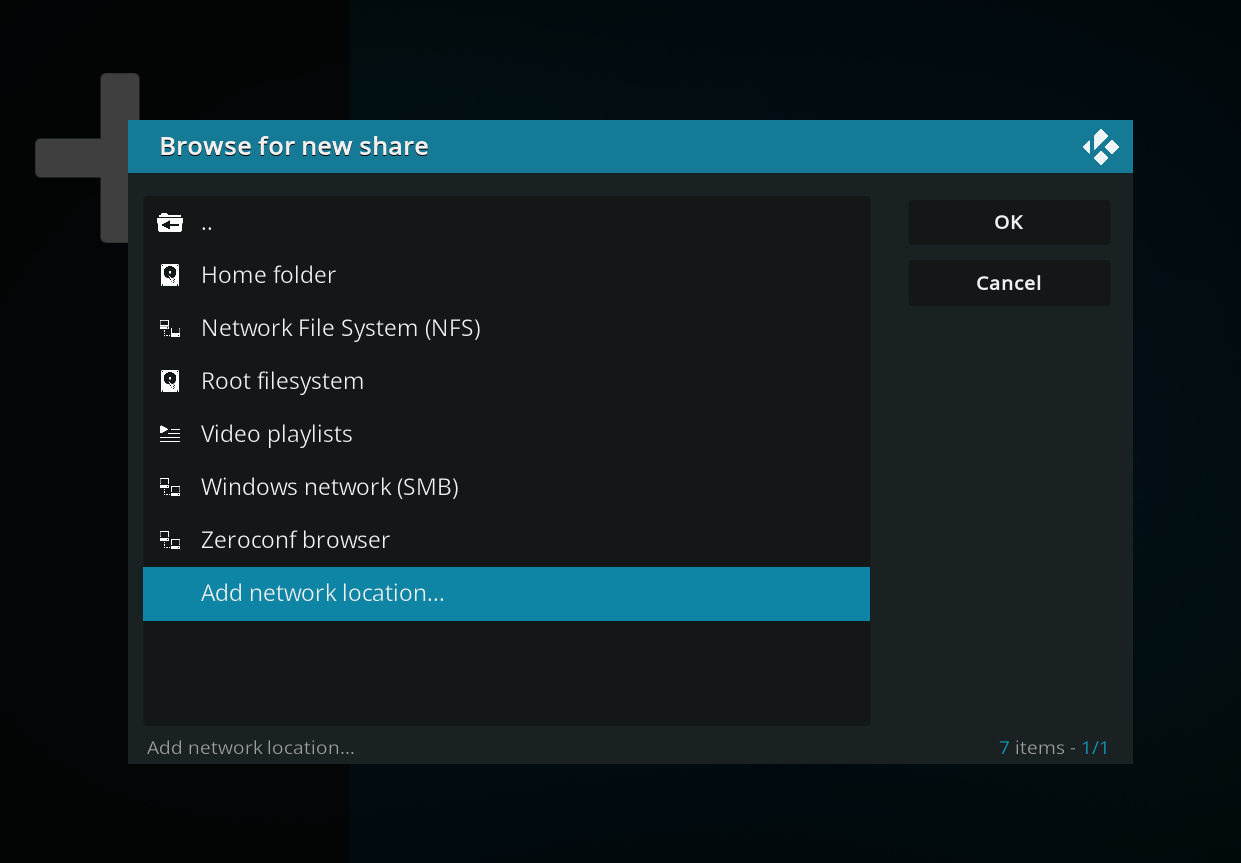 Browse for new share
..
Home folder
Network File System (NFS)
Root filesystem
Video playlists
Windows network (SMB)
Zeroconf browser
Add network location...
OK
Cancel
Add network location...
7 items - 1/1